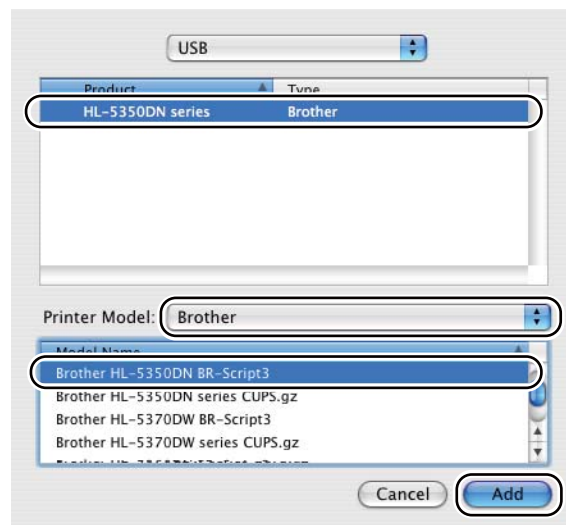 USB
Product Type
HL-5350DN series Brother
Printer Model: Brother
Model Name
Brother HL-5350DN BR-Script3
Brother HL-5350DN series CUPS.gz
Brother HL-5370DW BR-Script3
Brother HL-5370DW series CUPS.gz
Cancel Add